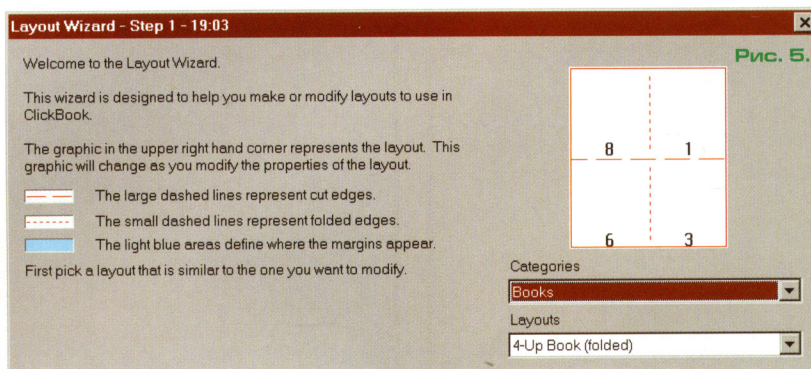 Layout Wizard - Step 1 - 19:03
Рис. 5.
Welcome to the Layout Wizard.
This wizard is designed to help you make or modify layouts to use in
ClickBook.
The graphic in the upper right hand corner represents the layout. This
graphic will change as you modify the properties of the layout.
The large dashed lines represent cut edges.
The small dashed lines represent folded edges.
The light blue areas define where the margins appear.
First pick a layout that is similar to the one you want to modify.
8 1
6 3
Categories
Books
Layouts
4-Up Book (folded)